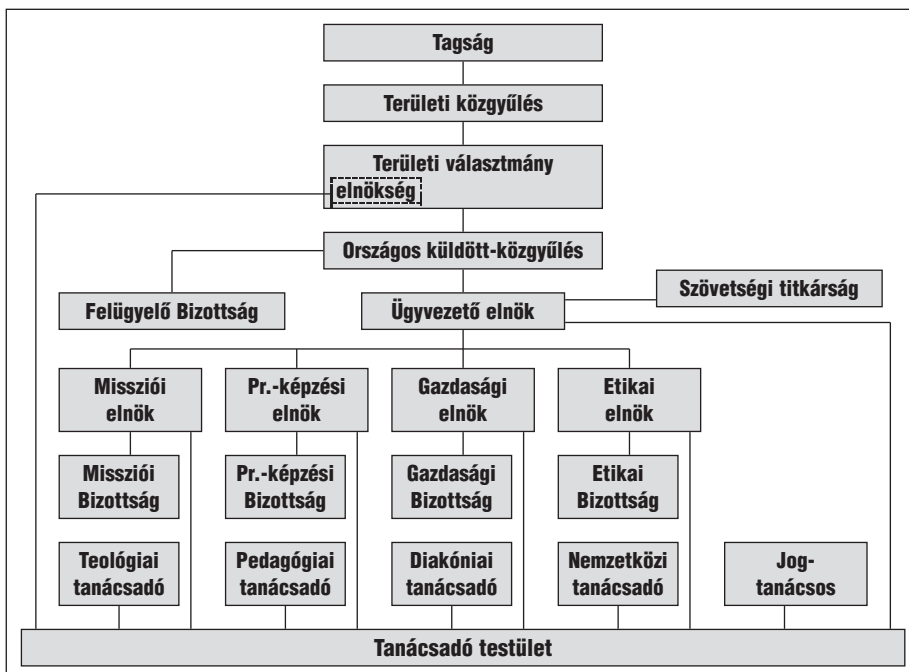 Tagság
Területi közgyűlés
Területi választmány
elnökség
Országos küldött-közgyűlés
Szövetségi titkárság
Felügyelő Bizottság
Ügyvezető elnök
Missziói
elnök
Pr.-képzési
elnök
Gazdasági
elnök
Etikai
elnök
Missziói
Bizottság
Pr.-képzési
Bizottság
Gazdasági
Bizottság
Etikai
Bizottság
Teológiai
tanácsadó
Pedagógiai
tanácsadó
Diakóniai
tanácsadó
Nemzetközi
tanácsadó
Jog-
tanácsos
Tanácsadó testület